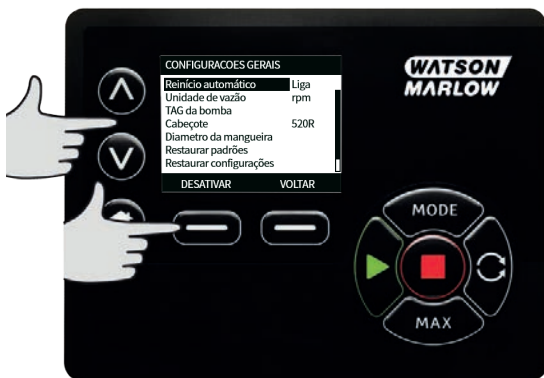 WATSON
MARLOW
CONFIGURACOES GERAIS
Reinício automático Liga
Unidade de vazão rpm
TAG da bomba
Cabeçote 520R
Diametro da mangueira
Restaurar padrões
Restaurar configurações
DESATIVAR VOLTAR
MODE
MAX